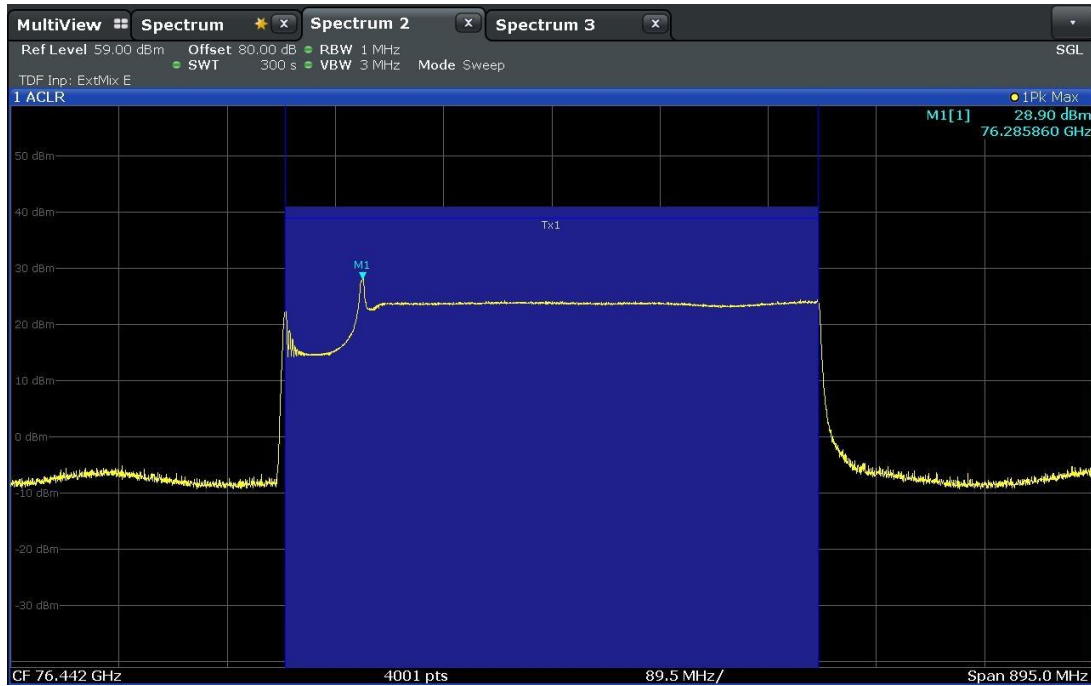 MultiView Spectrum X Spectrum 2 X Spectrum 3 X
Ref Level 59.00 dBm Offset 80.00 dB RBW 1 MHz SGL
SWT 300 s VBW 3 MHz Mode Sweep
TDF Inp: ExtMix E
1 ACLR 1Pk Max
M1[1] 28.90 dBm
76.285860 GHz
50 dBm
40 dBm
Tx1
M1
30 dBm
20 dBm
10 dBm
0 dBm
-10 dBm
-20 dBm
-30 dBm
CF 76.442 GHz 4001 pts 89.5 MHz/ Span 895.0 MHz